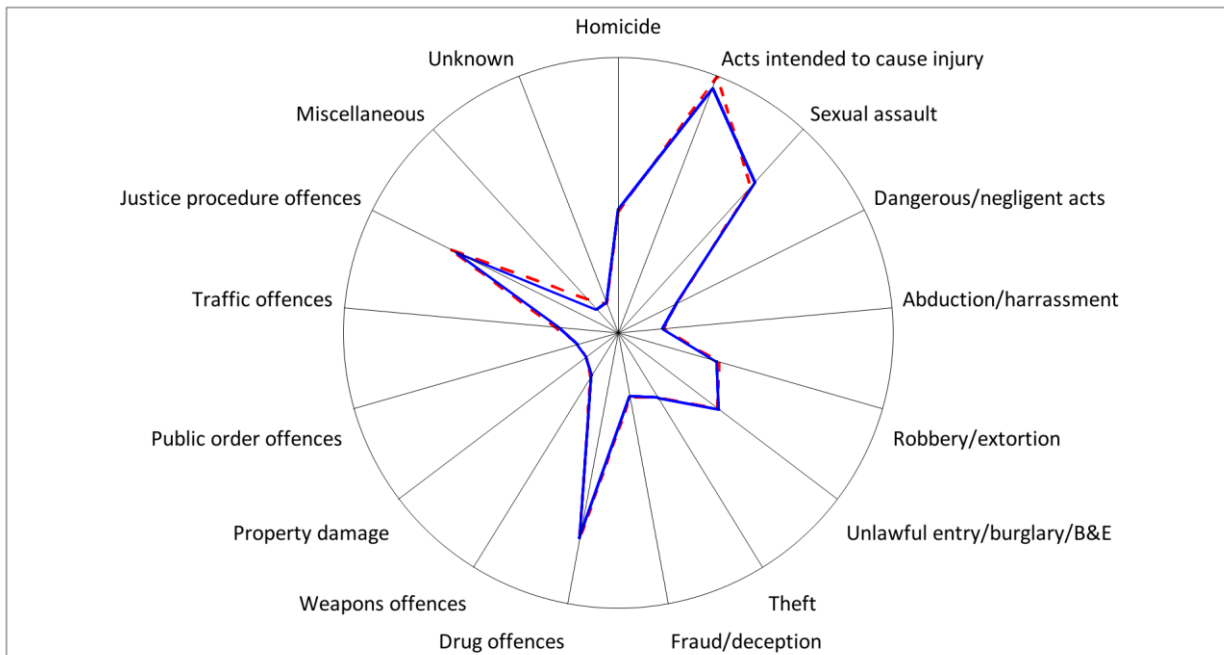 Homicide
Unknown
Acts intended to cause injury
Miscellaneous
Sexual assault
Justice procedure offences
Dangerous/negligent acts
Traffic offences
Abduction/harrassment
Public order offences
Robbery/extortion
Property damage
Unlawful entry/burglary/B&E
Weapons offences
Theft
Drug offences
Fraud/deception